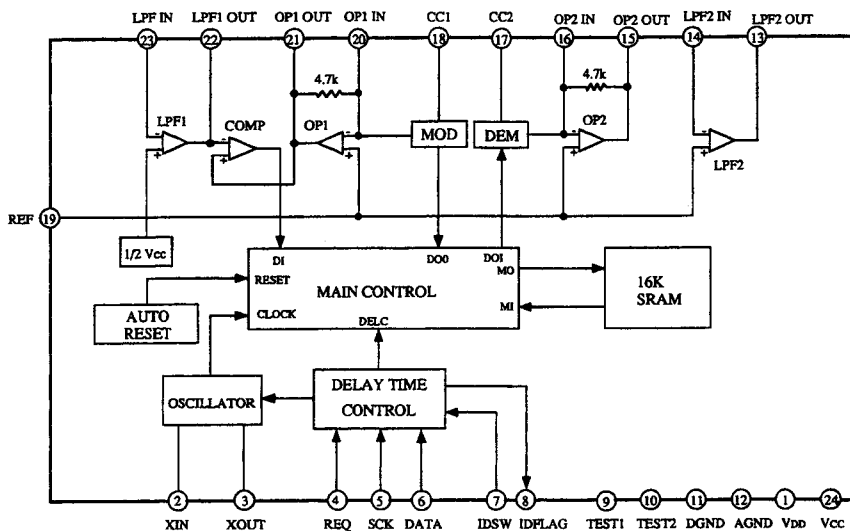 LPF IN
LPF1 OUT
OP1 OUT
OP1 IN
CC1
CC2
OP2 IN
OP2 OUT
LPF2 IN
LPF2 OUT
23
22
21
20
18
17
16
15
14
13
4.7k
4.7k
LPF1
COMP
OP1
MOD
DEM
OP2
LPF2
-
+
-
+
-
+
-
+
-
+
REF
19
1/2 Vcc
DI
DO0
DO1
RESET
MO
MAIN CONTROL
16K
SRAM
CLOCK
MI
DELC
AUTO
RESET
OSCILLATOR
DELAY TIME
CONTROL
2
3
4
5
6
7
8
9
10
11
12
1
24
XIN
XOUT
REQ
SCK
DATA
IDSW
IDFLAG
TEST1
TEST2
DGND
AGND
VDD
VCC